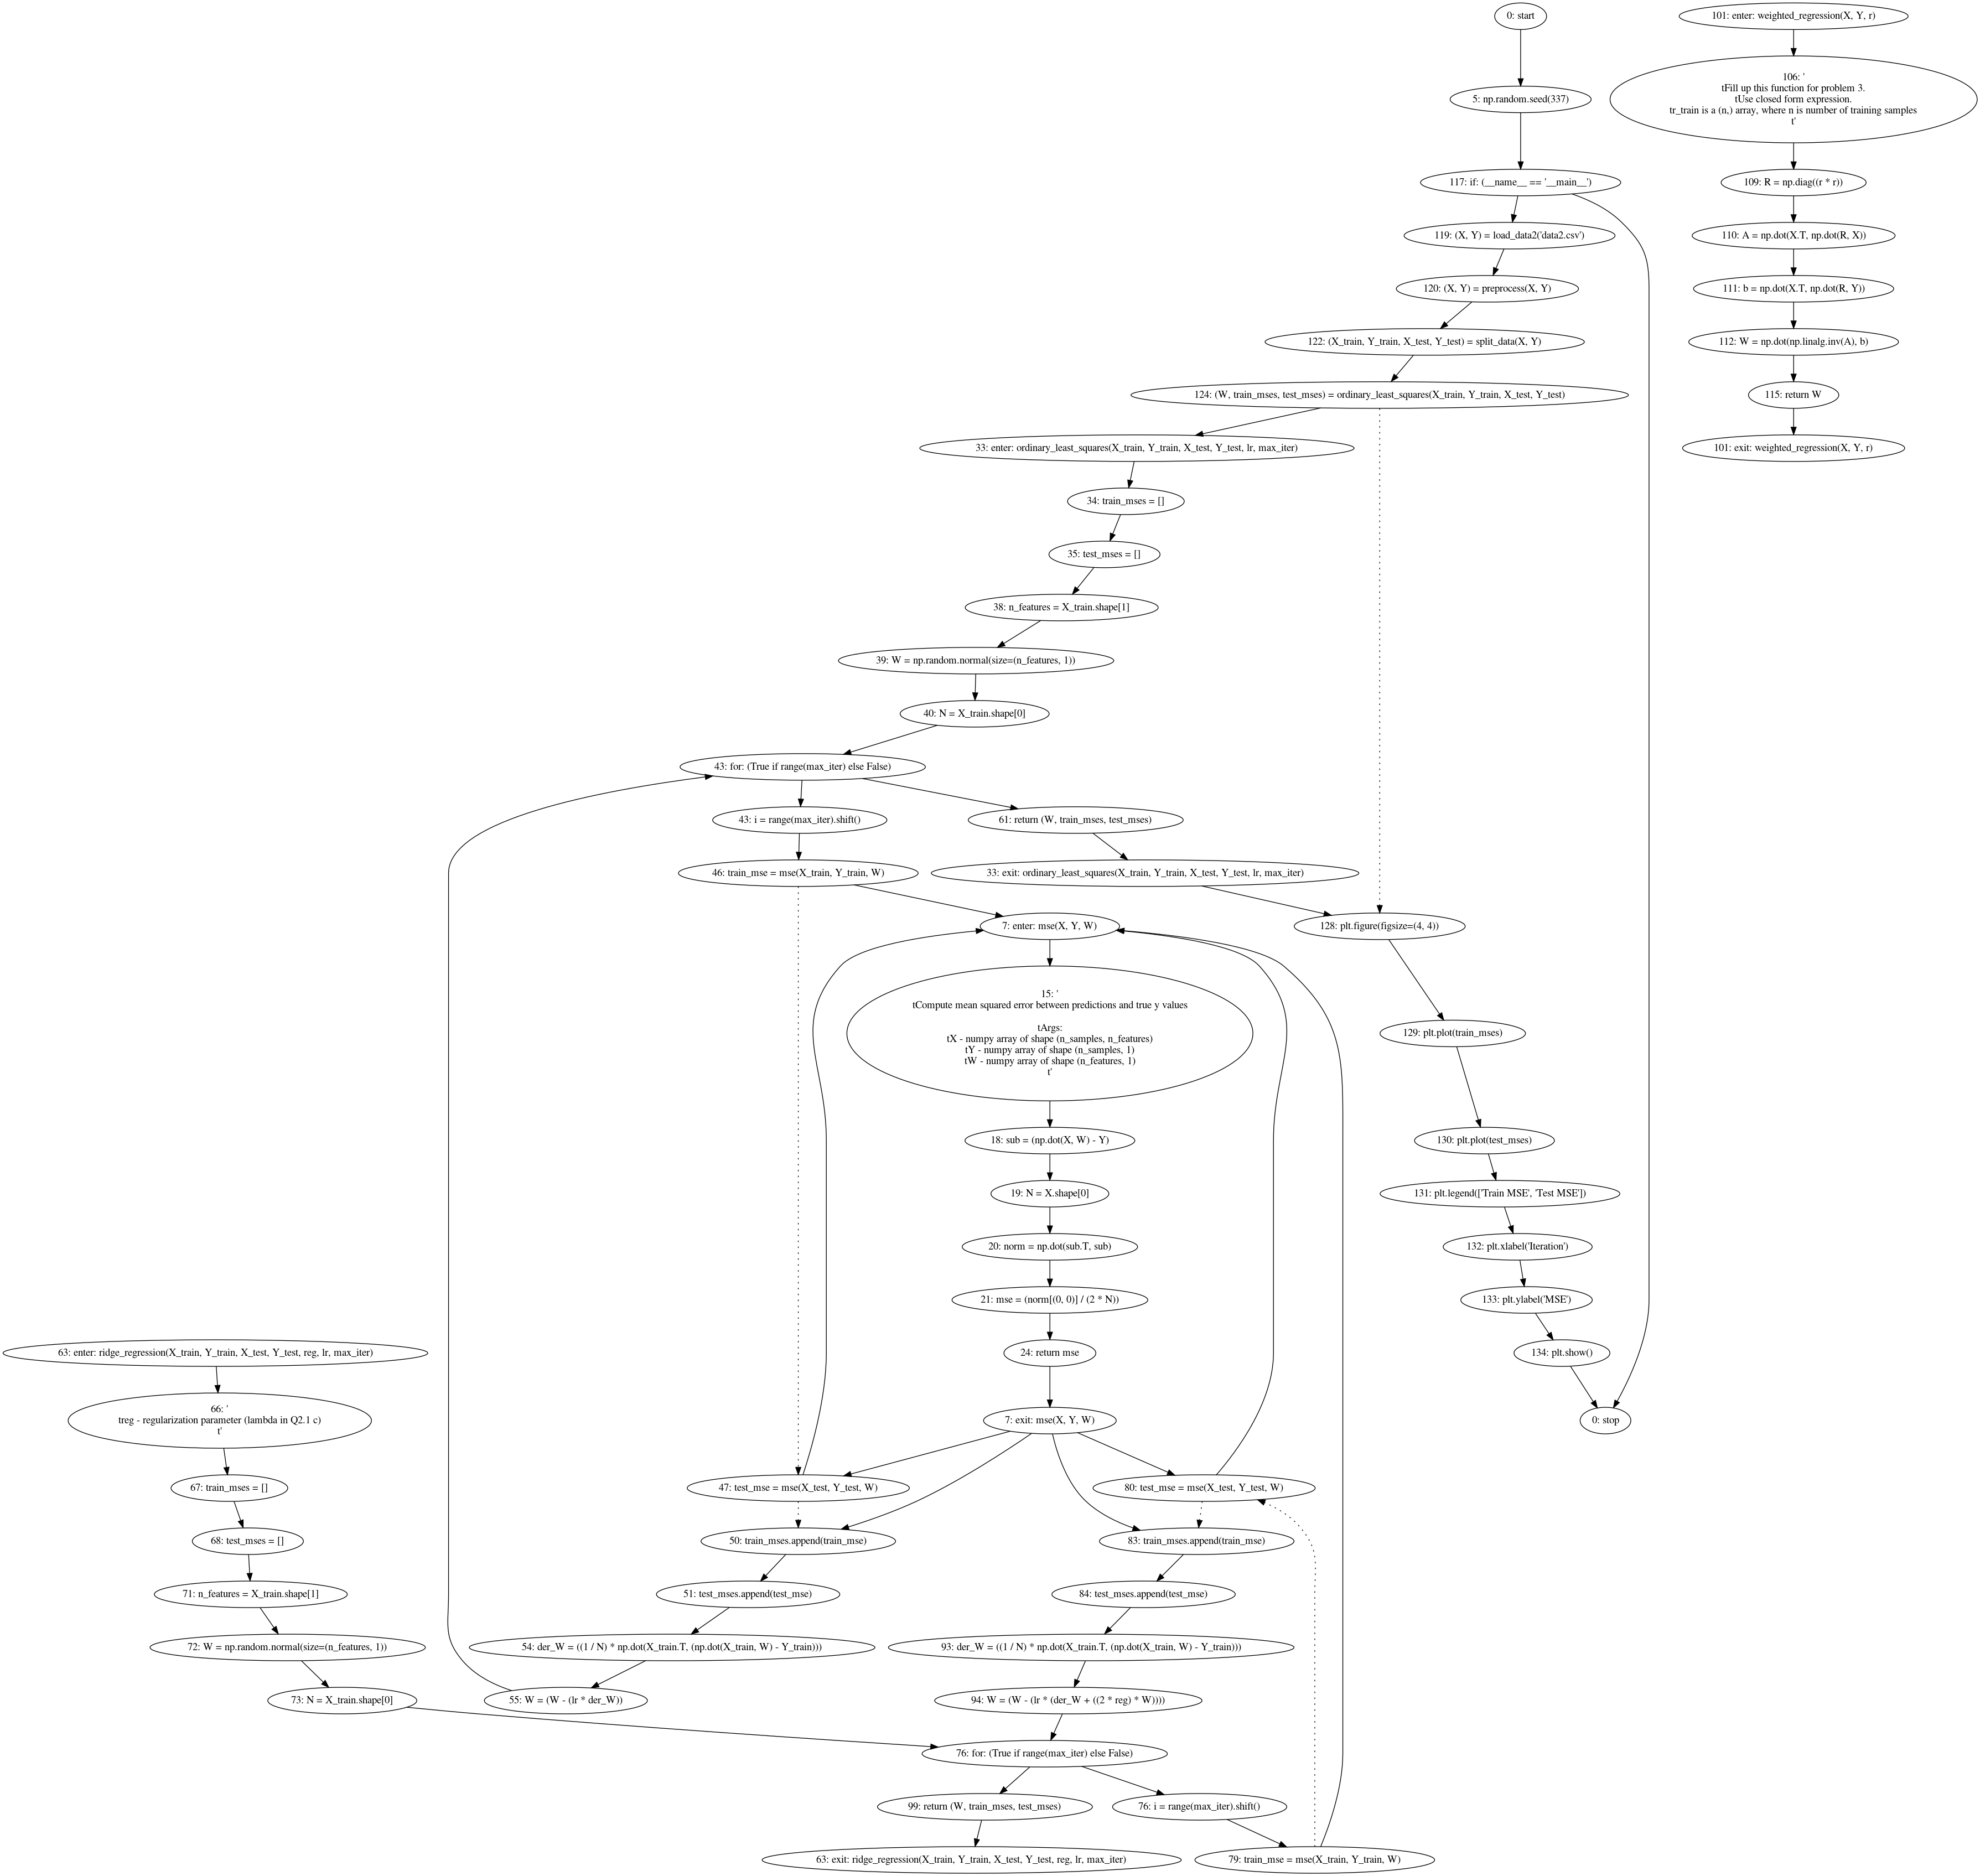 0: start
101: enter: weighted_regression(X, Y, r)
5: np.random.seed(337)
106: '
tFill up this function for problem 3.
tUse closed form expression.
tr_train is a (n,) array, where n is number of training samples
t'
117: if: (__name__ == '__main__')
109: R = np.diag((r * r))
119: (X, Y) = load_data2('data2.csv')
110: A = np.dot(X.T, np.dot(R, X))
120: (X, Y) = preprocess(X, Y)
111: b = np.dot(X.T, np.dot(R, Y))
122: (X_train, Y_train, X_test, Y_test) = split_data(X, Y)
112: W = np.dot(np.linalg.inv(A), b)
124: (W, train_mses, test_mses) = ordinary_least_squares(X_train, Y_train, X_test, Y_test)
115: return W
33: enter: ordinary_least_squares(X_train, Y_train, X_test, Y_test, lr, max_iter)
101: exit: weighted_regression(X, Y, r)
34: train_mses = []
35: test_mses = []
38: n_features = X_train.shape[1]
39: W = np.random.normal(size=(n_features, 1))
40: N = X_train.shape[0]
43: for: (True if range(max_iter) else False)
43: i = range(max_iter).shift()
61: return (W, train_mses, test_mses)
46: train_mse = mse(X_train, Y_train, W)
33: exit: ordinary_least_squares(X_train, Y_train, X_test, Y_test, lr, max_iter)
7: enter: mse(X, Y, W)
128: plt.figure(figsize=(4, 4))
15: '
tCompute mean squared error between predictions and true y values
tArgs:
tX - numpy array of shape (n_samples, n_features)
tY - numpy array of shape (n_samples, 1)
tW - numpy array of shape (n_features, 1)
t'
129: plt.plot(train_mses)
18: sub = (np.dot(X, W) - Y)
130: plt.plot(test_mses)
19: N = X.shape[0]
131: plt.legend(['Train MSE', 'Test MSE'])
20: norm = np.dot(sub.T, sub)
132: plt.xlabel('Iteration')
21: mse = (norm[(0, 0)] / (2 * N))
133: plt.ylabel('MSE')
63: enter: ridge_regression(X_train, Y_train, X_test, Y_test, reg, lr, max_iter)
24: return mse
134: plt.show()
66: '
treg - regularization parameter (lambda in Q2.1 c)
t'
7: exit: mse(X, Y, W)
0: stop
67: train_mses = []
47: test_mse = mse(X_test, Y_test, W)
80: test_mse = mse(X_test, Y_test, W)
68: test_mses = []
50: train_mses.append(train_mse)
83: train_mses.append(train_mse)
71: n_features = X_train.shape[1]
51: test_mses.append(test_mse)
84: test_mses.append(test_mse)
72: W = np.random.normal(size=(n_features, 1))
54: der_W = ((1 / N) * np.dot(X_train.T, (np.dot(X_train, W) - Y_train)))
93: der_W = ((1 / N) * np.dot(X_train.T, (np.dot(X_train, W) - Y_train)))
73: N = X_train.shape[0]
55: W = (W - (lr * der_W))
94: W = (W - (lr * (der_W + ((2 * reg) * W))))
76: for: (True if range(max_iter) else False)
99: return (W, train_mses, test_mses)
76: i = range(max_iter).shift()
63: exit: ridge_regression(X_train, Y_train, X_test, Y_test, reg, lr, max_iter)
79: train_mse = mse(X_train, Y_train, W)